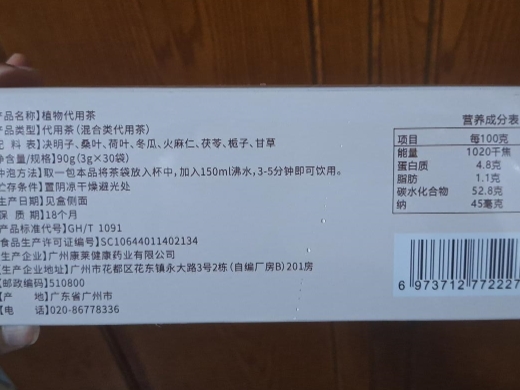 产品名称】植物代用茶
产品类型】代用茶（混合类代用茶）
配 料 表】决明子、桑叶、荷叶、冬瓜、火麻仁、茯苓、栀子、甘草
净含量/规格】90g（3g×30袋）
冲泡方法】取一包本品将茶袋放入杯中，加入150ml沸水，3-5分钟即可饮用。
贮存条件】置阴凉干燥避光处
生产日期】见盒侧面
保 质 期】18个月
产品标准代号】GH/T 1091
食品生产许可证编号】SC10644011402134
生产企业】广州康莱健康药业有限公司
生产企业地址】广州市花都区花东镇永大路3号2栋（自编厂房B）201房
【邮政编码】510800
【产 地】广东省广州市
【电 话】020-86778336
营养成分表
项目 每100克
能量 1020千焦
蛋白质 4.8克
脂肪 1.1克
碳水化合物 52.8克
钠 45毫克
6 973712 772227